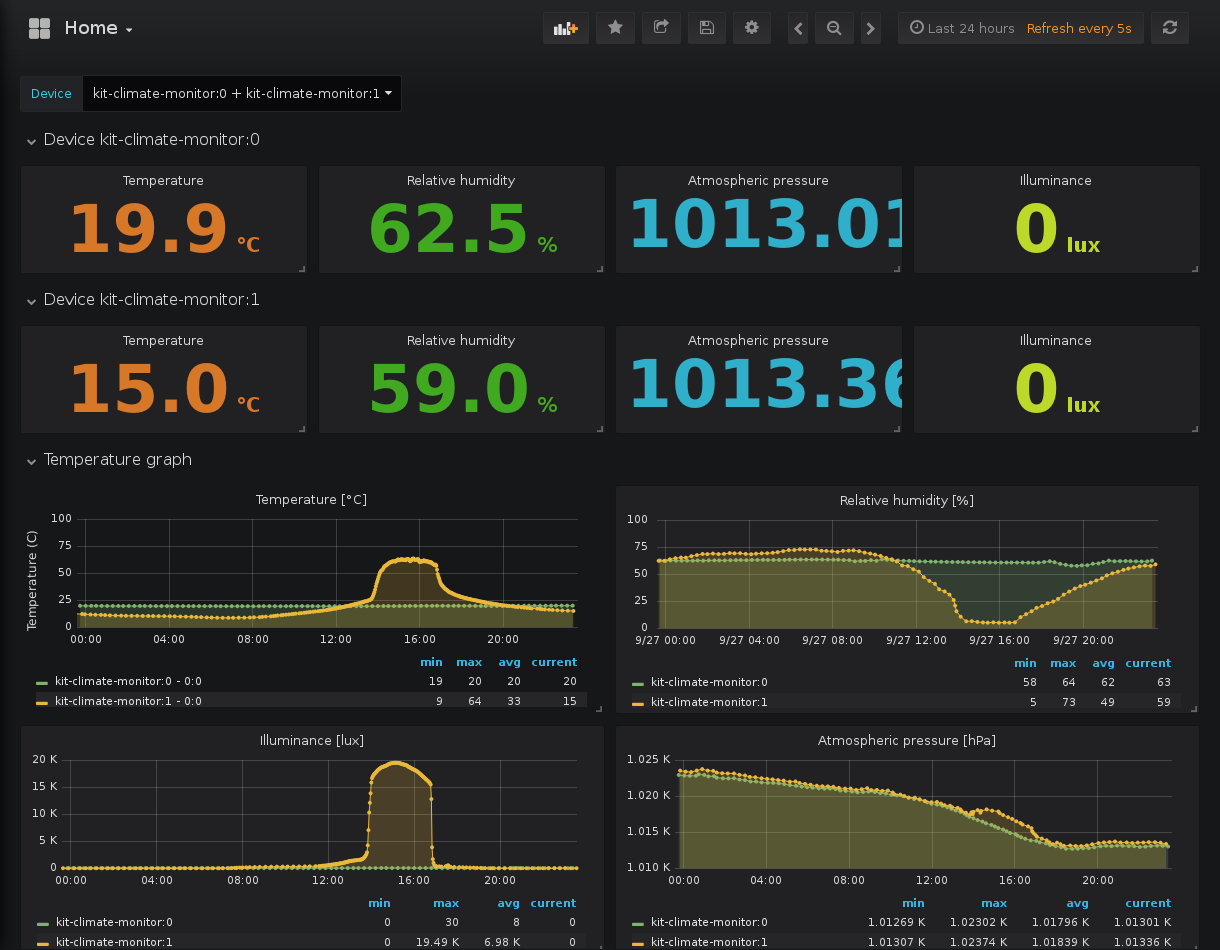 Home
Last 24 hours Refresh every 5s
Device kit-climate-monitor:0 + kit-climate-monitor:1
Device kit-climate-monitor:0
Temperature Relative humidity Atmospheric pressure Illuminance
19.9 °C 62.5 % 1013.01 0 lux
Device kit-climate-monitor:1
Temperature Relative humidity Atmospheric pressure Illuminance
15.0 °C 59.0 % 1013.36 0 lux
Temperature graph
Temperature [°C]
Temperature (C)
100
75
50
25
0
00:00 04:00 08:00 12:00 16:00 20:00
min max avg current
kit-climate-monitor:0 - 0:0 19 20 20 20
kit-climate-monitor:1 - 0:0 9 64 33 15
Relative humidity [%]
100
75
50
25
0
9/27 00:00 9/27 04:00 9/27 08:00 9/27 12:00 9/27 16:00 9/27 20:00
min max avg current
kit-climate-monitor:0 58 64 62 63
kit-climate-monitor:1 5 73 49 59
Illuminance [lux]
20 K
15 K
10 K
5 K
0
00:00 04:00 08:00 12:00 16:00 20:00
min max avg current
kit-climate-monitor:0 0 30 8 0
kit-climate-monitor:1 0 19.49 K 6.98 K 0
Atmospheric pressure [hPa]
1.025 K
1.020 K
1.015 K
1.010 K
00:00 04:00 08:00 12:00 16:00 20:00
min max avg current
kit-climate-monitor:0 1.01269 K 1.02302 K 1.01796 K 1.01301 K
kit-climate-monitor:1 1.01307 K 1.02374 K 1.01839 K 1.01336 K